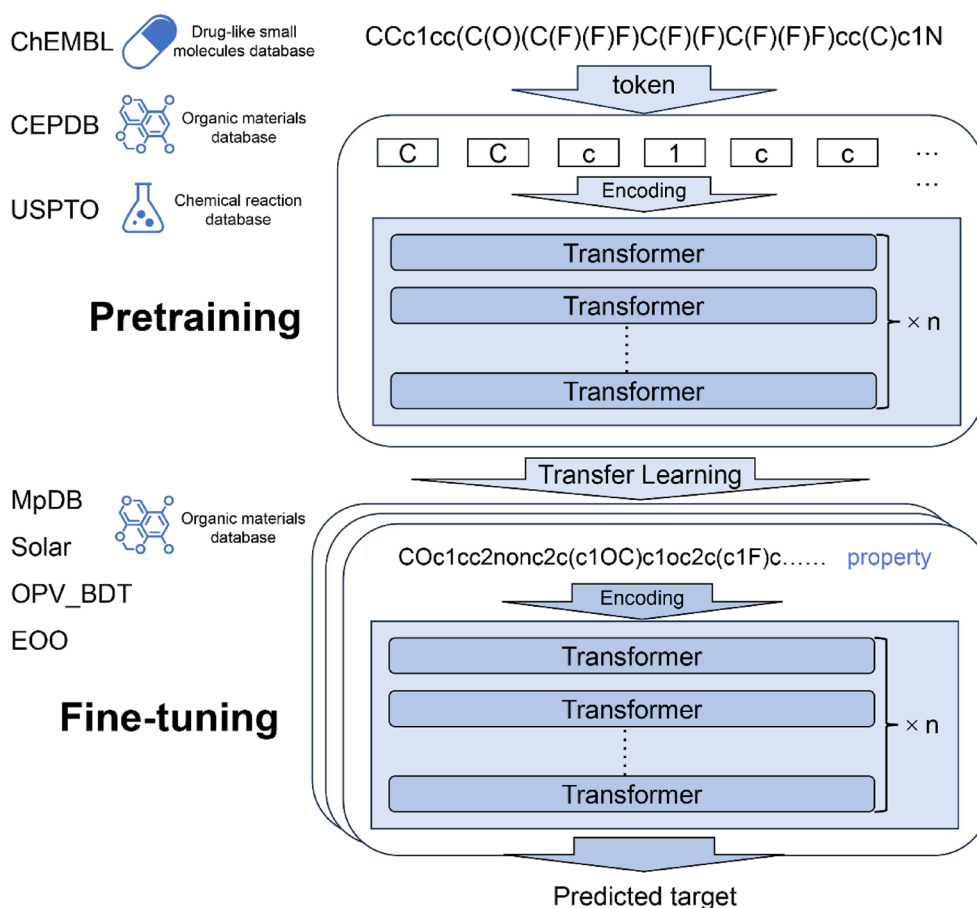 ChEMBL
Drug-like small
molecules database
CEPDB
Organic materials
database
USPTO
Chemical reaction
database
Pretraining
CCc1cc(C(O)(C(F)(F)F)C(F)(F)C(F)(F)F)cc(C)c1N
token
C C c 1 c c ...
...
Encoding
Transformer
Transformer
Transformer
× n
Transfer Learning
MpDB
Solar
OPV_BDT
EOO
Organic materials
database
Fine-tuning
COc1cc2nonc2c(c1OC)c1oc2c(c1F)c...... property
Encoding
Transformer
Transformer
Transformer
× n
Predicted target